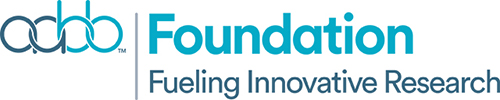 aabb™
Foundation
Fueling Innovative Research